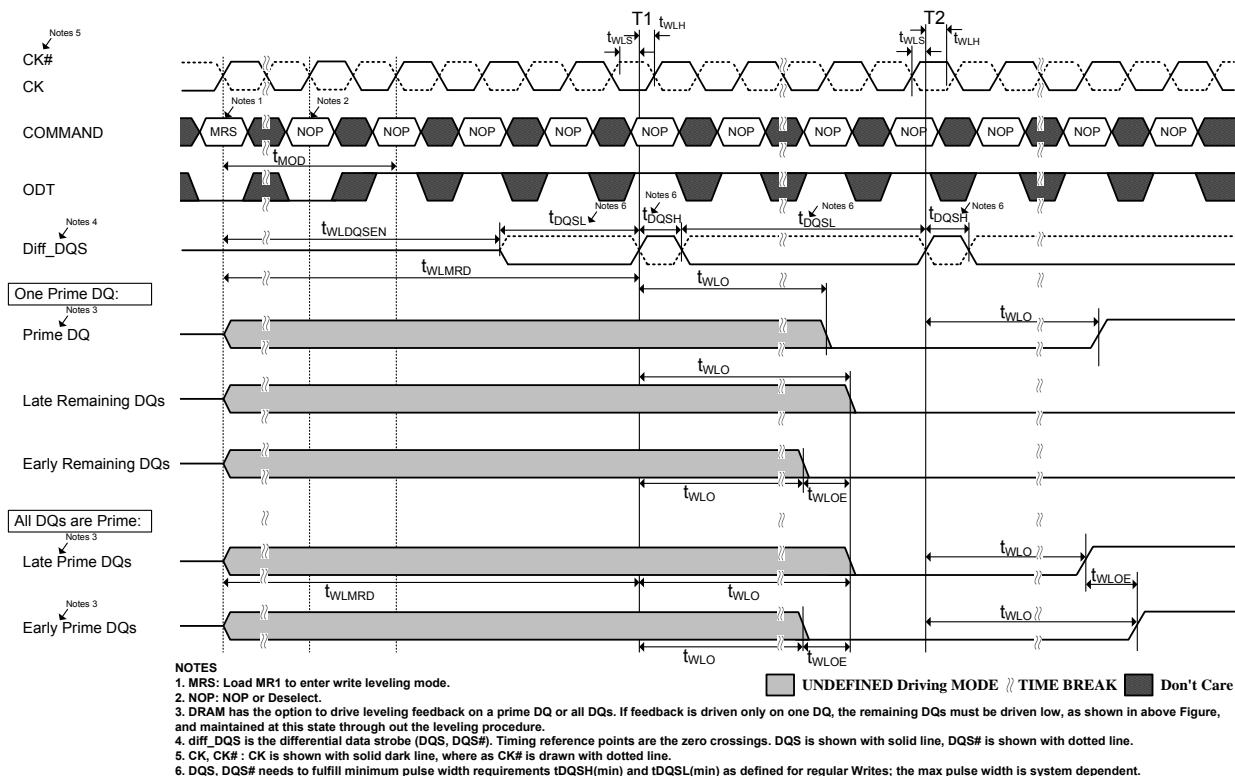 T1 T2
tWLS tWLH tWLS tWLH
Notes 5
CK#
CK
Notes 1 Notes 2
COMMAND MRS NOP NOP NOP NOP NOP NOP NOP NOP NOP NOP NOP
tMOD
ODT
Notes 6 Notes 6 Notes 6 Notes 6
tDQSL tDQSH tDQSL tDQSH
Notes 4
tWLDQSEN
Diff_DQS
tWLMRD
tWLO
One Prime DQ:
Notes 3
tWLO
Prime DQ
tWLO
Late Remaining DQs
Early Remaining DQs
tWLO tWLOE
All DQs are Prime:
Notes 3
tWLO
Late Prime DQs
tWLOE
tWLMRD tWLO
Notes 3
tWLO
Early Prime DQs
tWLO tWLOE
NOTES
1. MRS: Load MR1 to enter write leveling mode.
UNDEFINED Driving MODE TIME BREAK Don't Care
2. NOP: NOP or Deselect.
3. DRAM has the option to drive leveling feedback on a prime DQ or all DQs. If feedback is driven only on one DQ, the remaining DQs must be driven low, as shown in above Figure,
and maintained at this state through out the leveling procedure.
4. diff_DQS is the differential data strobe (DQS, DQS#). Timing reference points are the zero crossings. DQS is shown with solid line, DQS# is shown with dotted line.
5. CK, CK# : CK is shown with solid dark line, where as CK# is drawn with dotted line.
6. DQS, DQS# needs to fulfill minimum pulse width requirements tDQSH(min) and tDQSL(min) as defined for regular Writes; the max pulse width is system dependent.